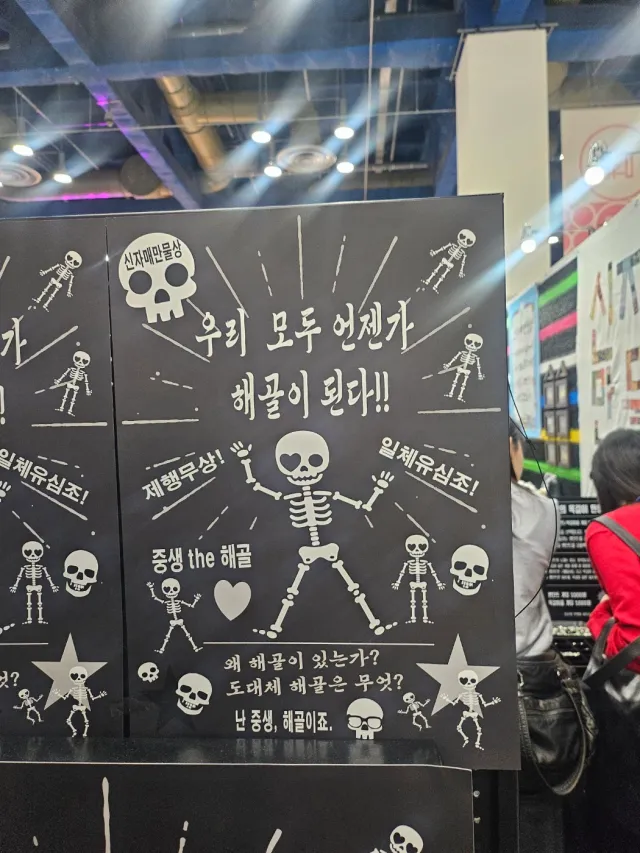 신자매만물상
우리 모두 언젠가
해골이 된다!!
제행무상!
일체유심조!
중생 the 해골
왜 해골이 있는가?
도대체 해골은 무엇?
난 중생, 해골이죠.
가
!
일체유심조!
엇?